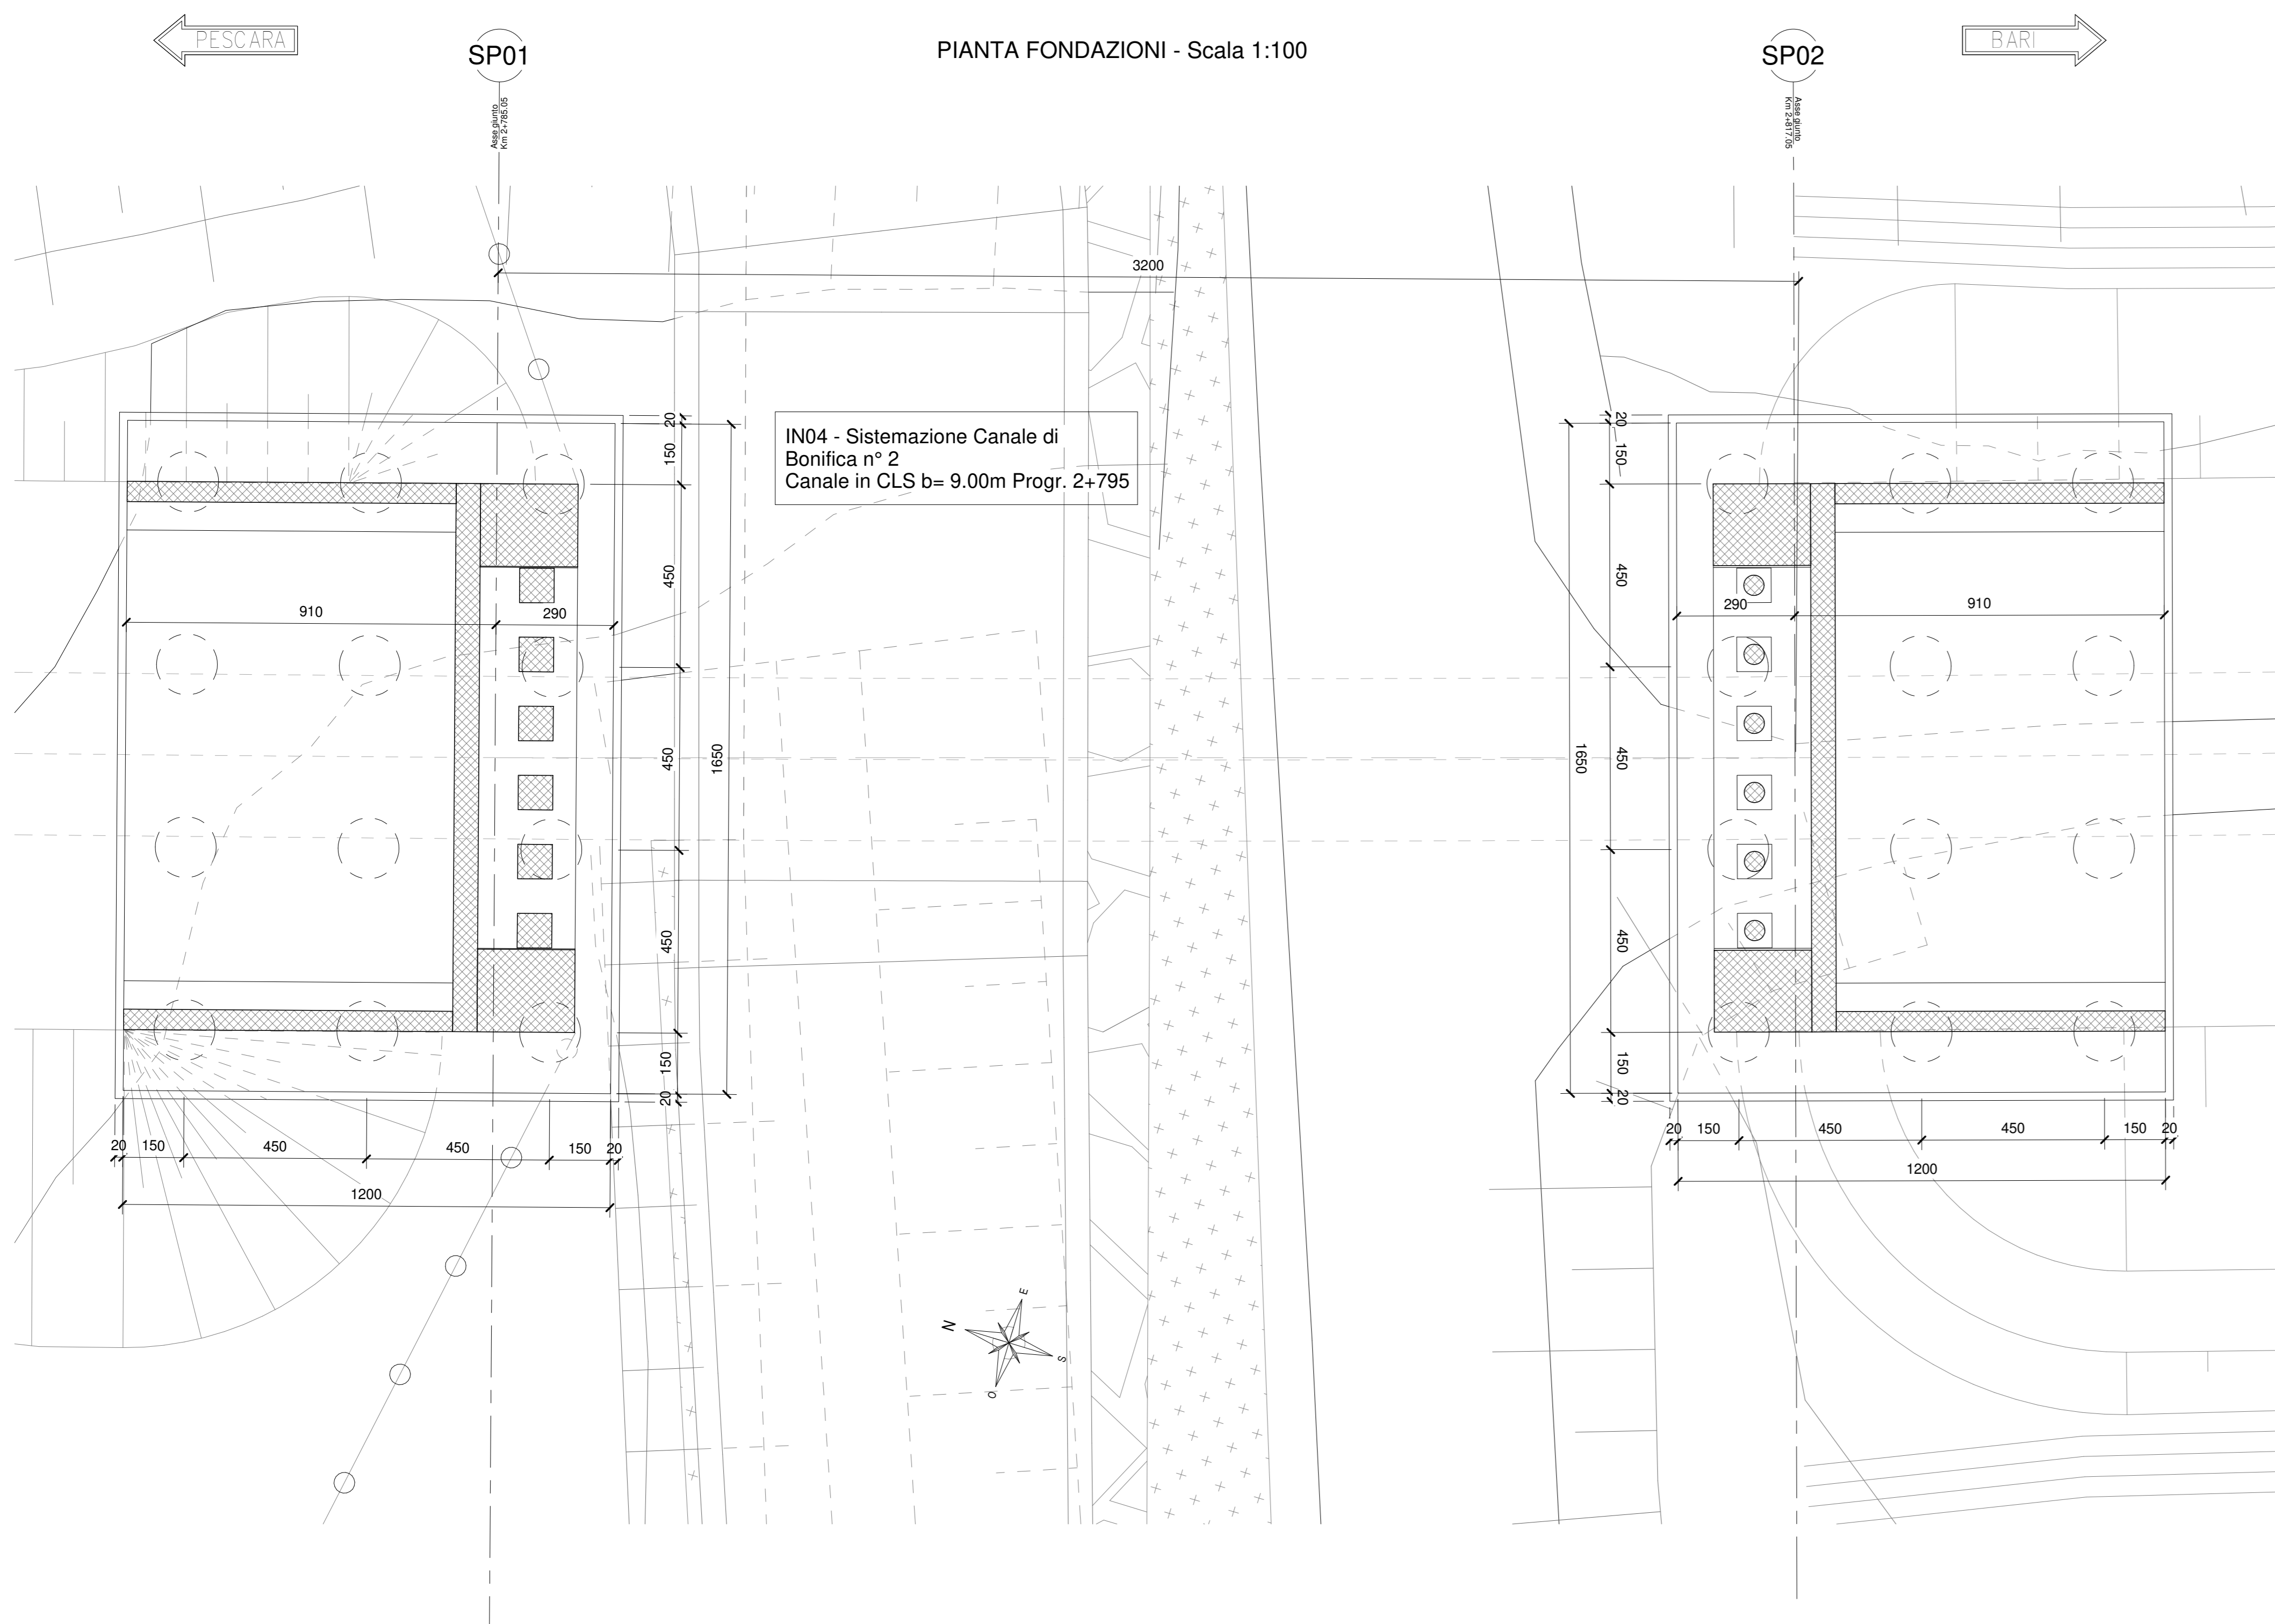 PESCARA
SP01
PIANTA FONDAZIONI - Scala 1:100
SP02
BARI
Asse giunto
Km 2+785.05
Asse giunto
Km 2+817.05
3200
IN04 - Sistemazione Canale di
Bonifica n° 2
Canale in CLS b= 9.00m Progr. 2+795
20
150
450
450
450
150
20
1650
910
290
20
150
450
450
150
20
1200
20
150
450
450
450
150
20
1650
290
910
20
150
450
450
150
20
1200
N
E
S
O